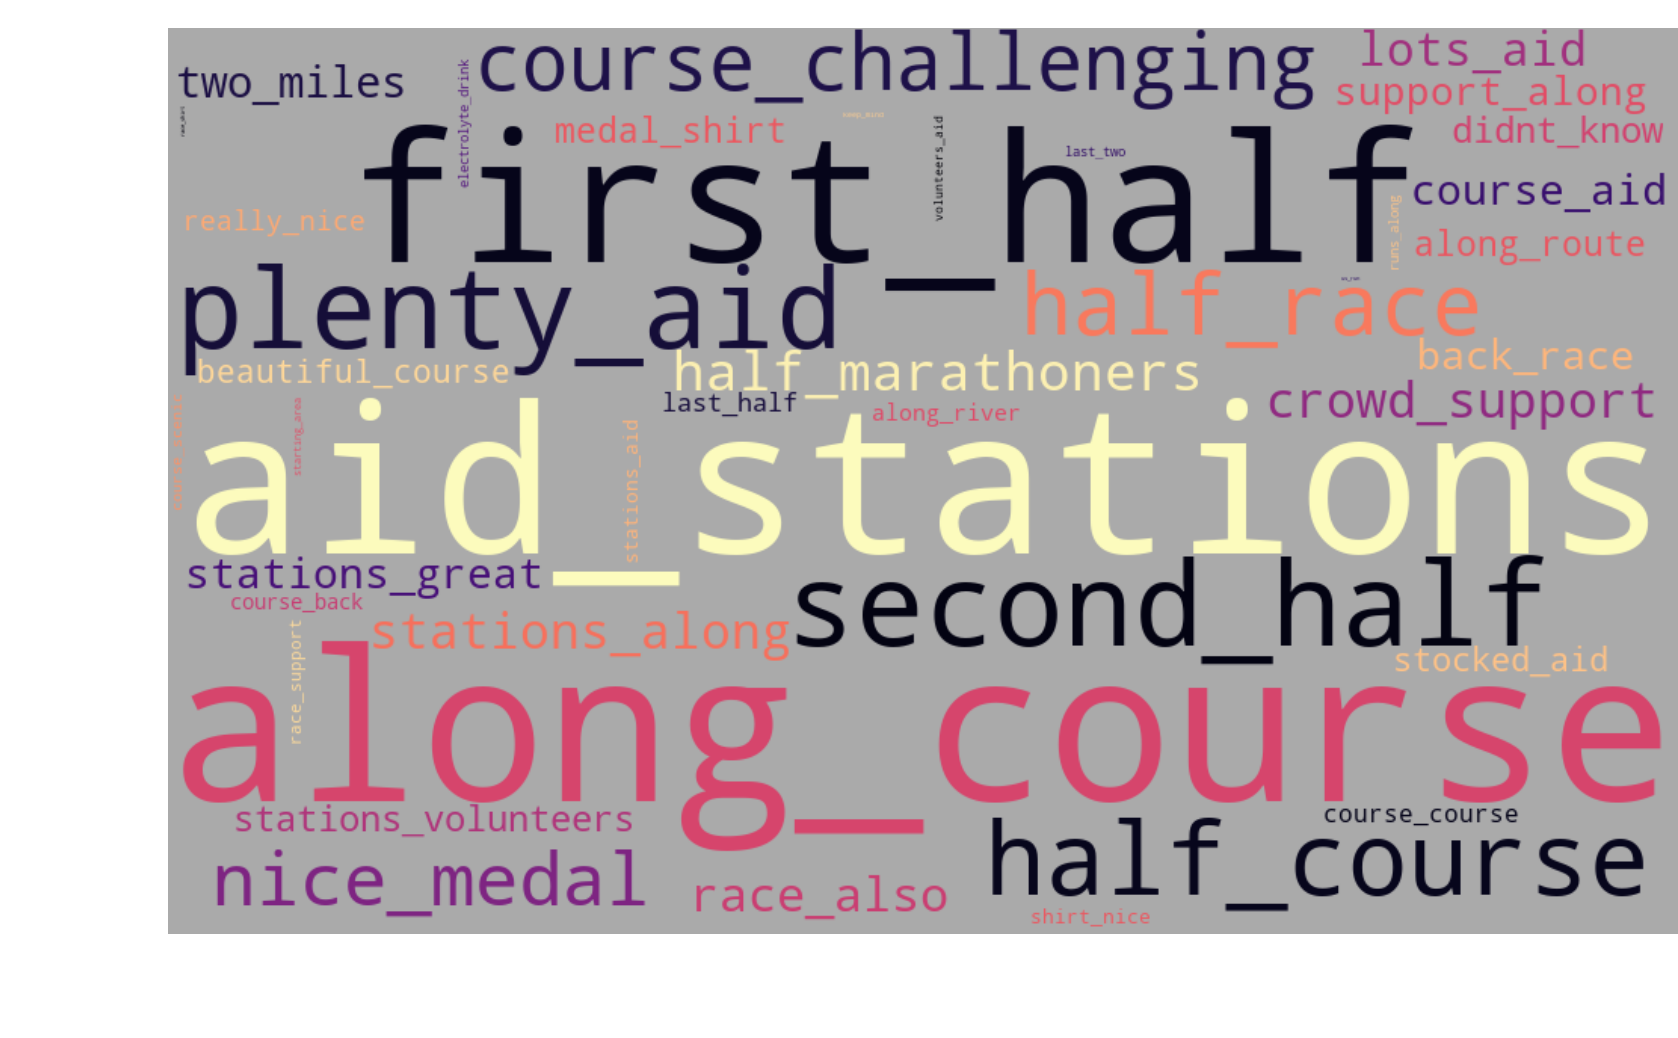 course_challenging
lots_aid
two_miles
electrolyte_drink
support_along
medal_shirt
volunteers_aid
didnt_know
first_half
last_two
course_aid
really_nice
runs_along
along_route
plenty_aid
half_race
beautiful_course
half_marathoners
back_race
last_half
along_river
crowd_support
starting_area
stations_aid
aid_stations
stations_great
second_half
course_back
stations_along
race_support
stocked_aid
along_course
stations_volunteers
course_course
half_course
nice_medal
race_also
shirt_nice